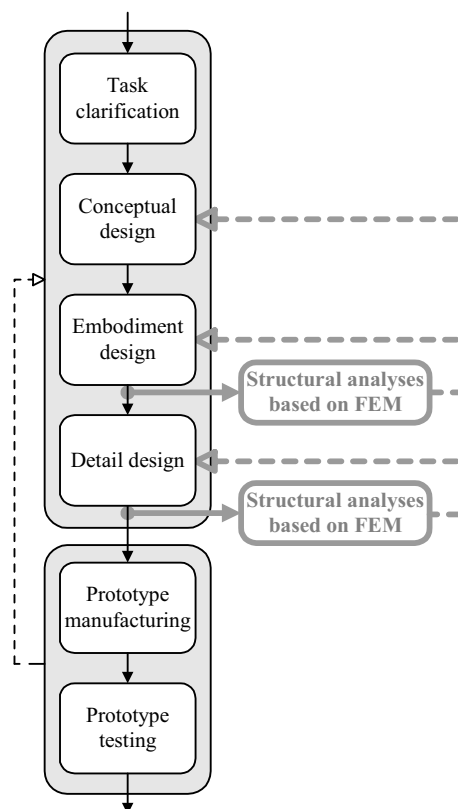 Task
clarification
Conceptual
design
Embodiment
design
Structural analyses
based on FEM
Detail design
Structural analyses
based on FEM
Prototype
manufacturing
Prototype
testing